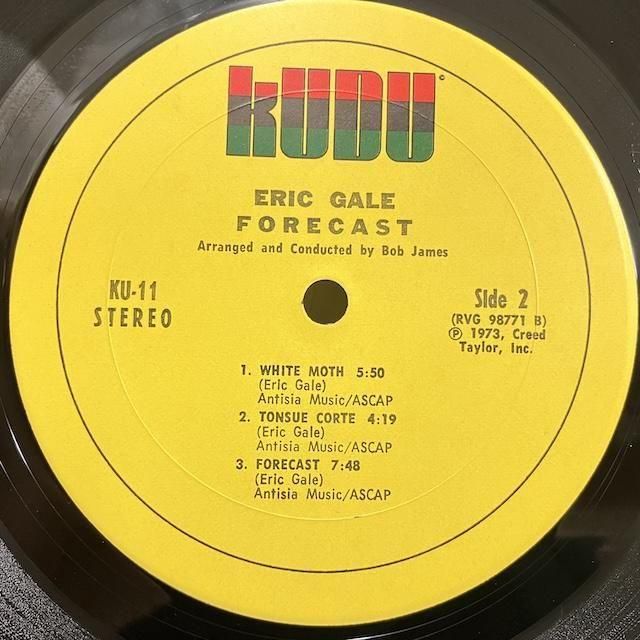 KUDU ©
ERIC GALE
FORECAST
Arranged and Conducted by Bob James
KU-11
STEREO
Side 2
(RVG 98771 B)
℗ 1973, Creed
Taylor, Inc.
1. WHITE MOTH 5:50
(Eric Gale)
Antisia Music/ASCAP
2. TONSUE CORTE 4:19
(Eric Gale)
Antisia Music/ASCAP
3. FORECAST 7:48
(Eric Gale)
Antisia Music/ASCAP